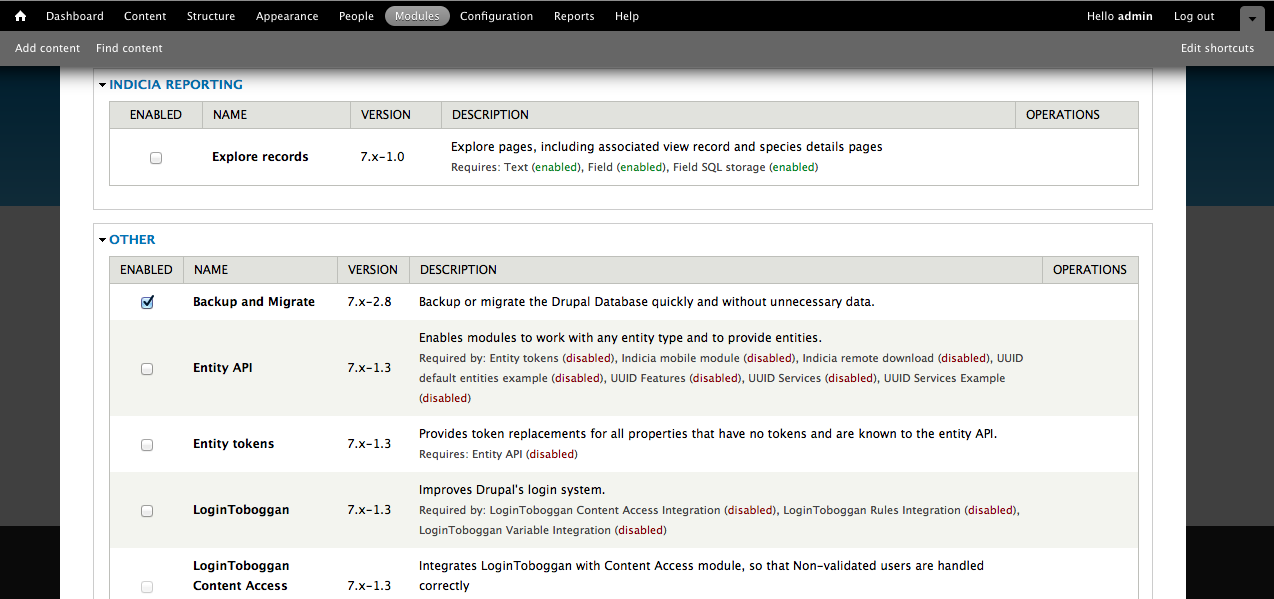 Dashboard Content Structure Appearance People Modules Configuration Reports Help Hello admin Log out
Add content Find content Edit shortcuts
INDICIA REPORTING
ENABLED NAME VERSION DESCRIPTION OPERATIONS
Explore records 7.x-1.0 Explore pages, including associated view record and species details pages
Requires: Text (enabled), Field (enabled), Field SQL storage (enabled)
OTHER
ENABLED NAME VERSION DESCRIPTION OPERATIONS
Backup and Migrate 7.x-2.8 Backup or migrate the Drupal Database quickly and without unnecessary data.
Enables modules to work with any entity type and to provide entities.
Entity API 7.x-1.3 Required by: Entity tokens (disabled), Indicia mobile module (disabled), Indicia remote download (disabled), UUID
default entities example (disabled), UUID Features (disabled), UUID Services (disabled), UUID Services Example
(disabled)
Entity tokens 7.x-1.3 Provides token replacements for all properties that have no tokens and are known to the entity API.
Requires: Entity API (disabled)
Improves Drupal's login system.
LoginToboggan 7.x-1.3 Required by: LoginToboggan Content Access Integration (disabled), LoginToboggan Rules Integration (disabled),
LoginToboggan Variable Integration (disabled)
LoginToboggan Integrates LoginToboggan with Content Access module, so that Non-validated users are handled
Content Access 7.x-1.3 correctly